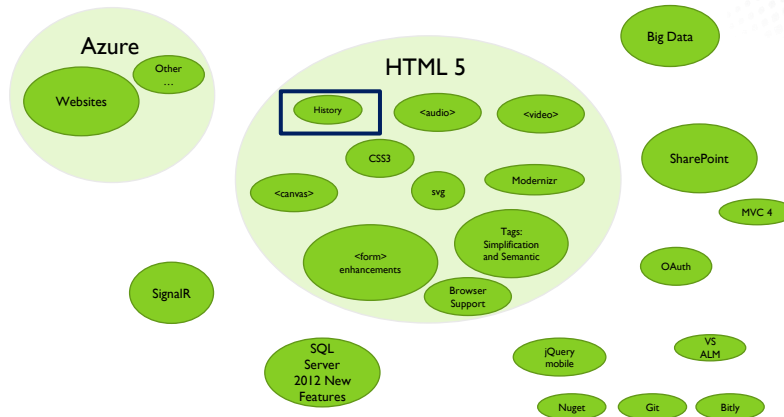 Azure
Other
…
Websites
HTML 5
History
<audio>
<video>
CSS3
<canvas>
svg
Modernizr
Tags:
Simplification
and Semantic
<form>
enhancements
Browser
Support
Big Data
SharePoint
MVC 4
OAuth
SignalR
SQL
Server
2012 New
Features
jQuery
mobile
VS
ALM
Nuget
Git
Bitly